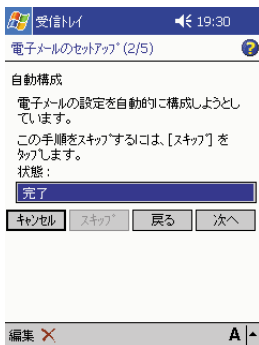 受信ﾄﾚｲ 19:30
電子ﾒｰﾙのｾｯﾄｱｯﾌﾟ(2/5)
自動構成
電子ﾒｰﾙの設定を自動的に構成しようとし
ています。
この手順をｽｷｯﾌﾟするには、[ｽｷｯﾌﾟ] を
ﾀｯﾌﾟします。
状態：
完了
ｷｬﾝｾﾙ ｽｷｯﾌﾟ 戻る 次へ
編集 A